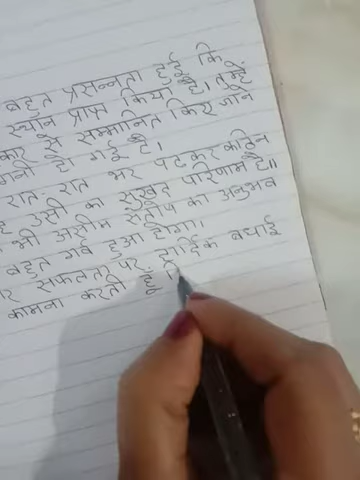 बहुत प्रसन्नता हुई कि
स्थान प्राप्त किया है। तुम्हें
कार से सम्मानित किए जाने
गनी हो गई है।
रात-रात भर पढ़कर कठिन
उसी का सुखद परिणाम है॥
भी असीम संतोष का अनुभव
बहुत गर्व हुआ होगा।
र सफलता पर हार्दिक बधाई
कामना करती हूँ।